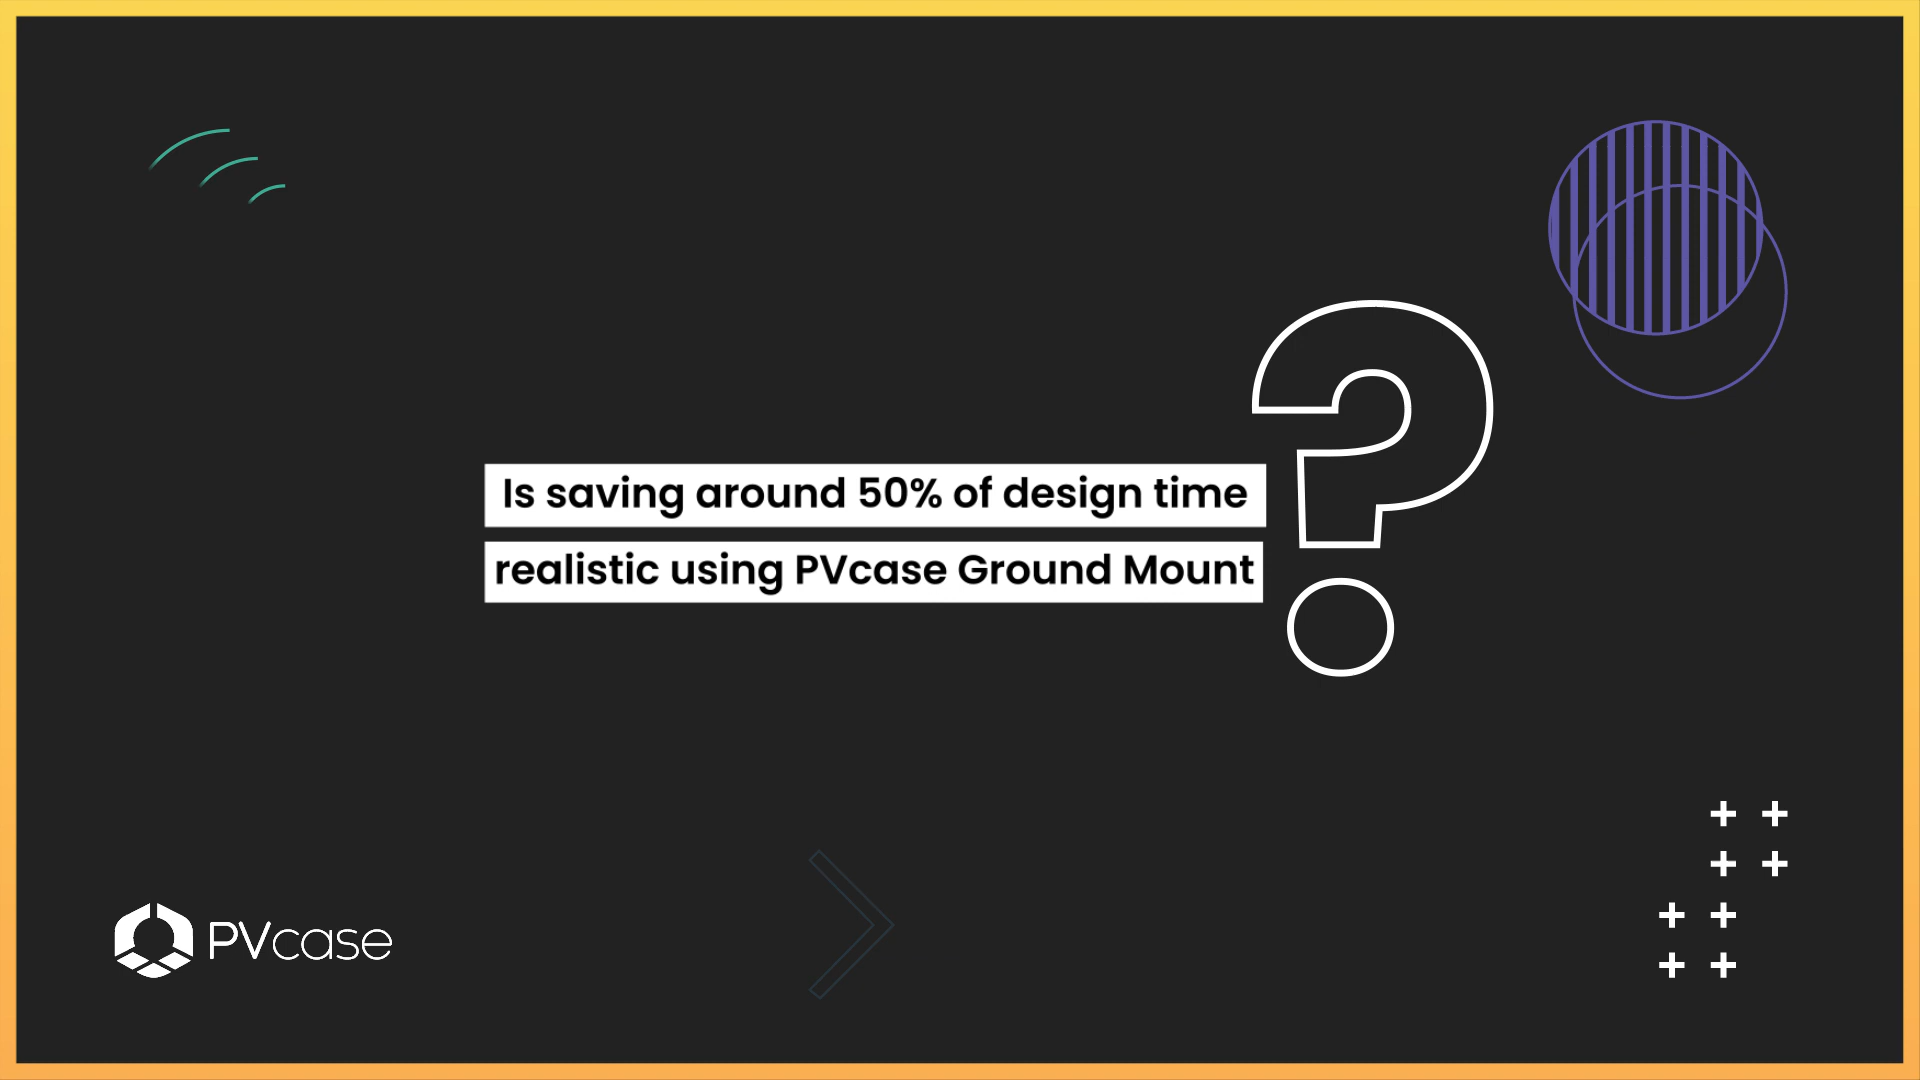 Is saving around 50% of design time
realistic using PVcase Ground Mount
?
PVcase